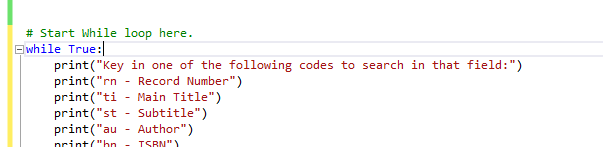 # Start While loop here.
while True:
print("Key in one of the following codes to search in that field:")
print("rn - Record Number")
print("ti - Main Title")
print("st - Subtitle")
print("au - Author")
print("bn - ISBN")